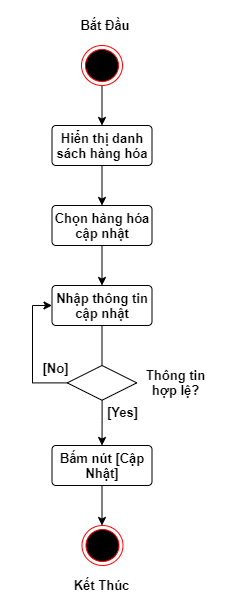 Bắt Đầu
Hiển thị danh
sách hàng hóa
Chọn hàng hóa
cập nhật
Nhập thông tin
cập nhật
[No]
Thông tin
hợp lệ?
[Yes]
Bấm nút [Cập
Nhật]
Kết Thúc